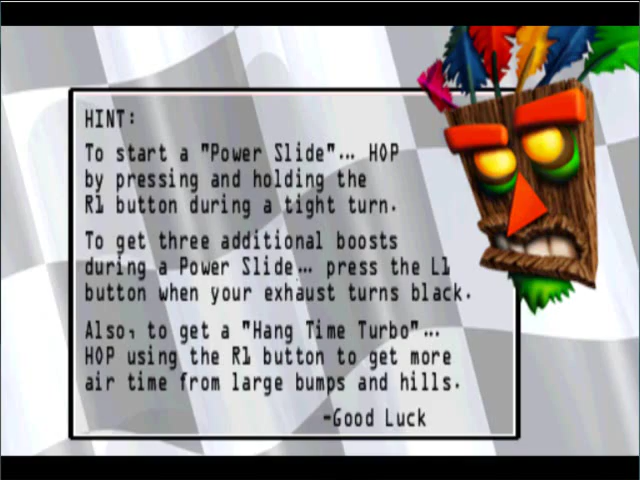 HINT:
To start a "Power Slide"... HOP
by pressing and holding the
R1 button during a tight turn.
To get three additional boosts
during a Power Slide... press the L1
button when your exhaust turns black.
Also, to get a "Hang Time Turbo"...
HOP using the R1 button to get more
air time from large bumps and hills.
-Good Luck